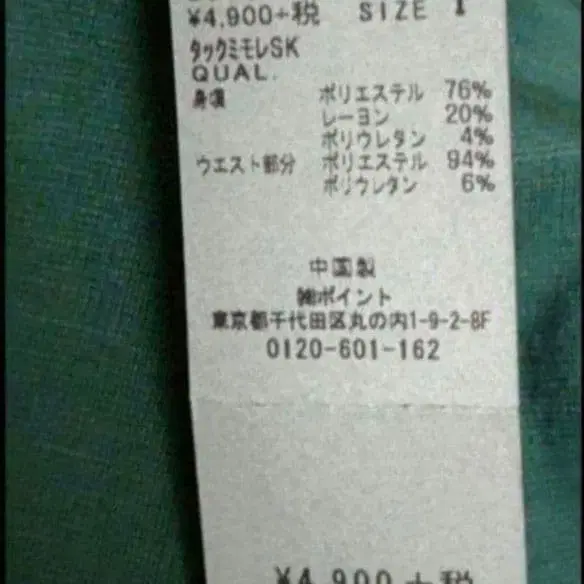 ¥4,900+税 SIZE 1
タックミモレSK
QUAL.
身頃 ポリエステル 76%
レーヨン 20%
ポリウレタン 4%
ウエスト部分 ポリエステル 94%
ポリウレタン 6%
中国製
㈱ポイント
東京都千代田区丸の内1-9-2-8F
0120-601-162
¥4,900+税